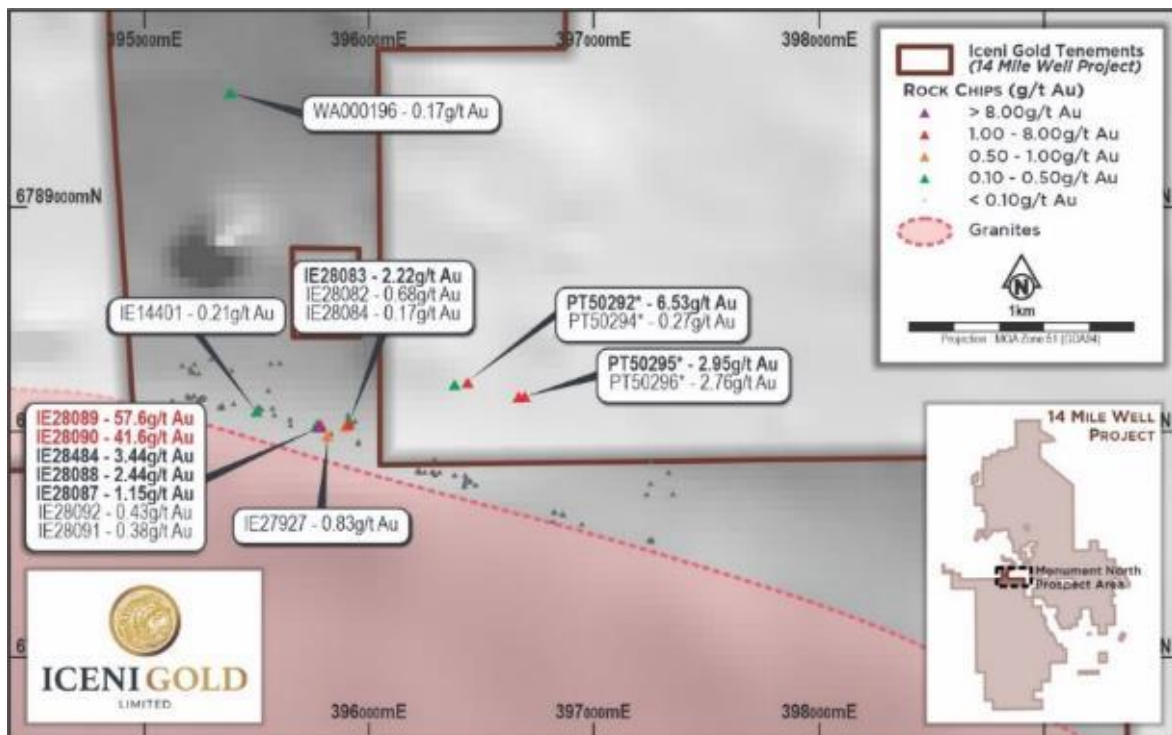 395000mE
396000mE
397000mE
398000mE
WA000196 - 0.17g/t Au
6789000mN
IE14401 - 0.21g/t Au
IE28083 - 2.22g/t Au
IE28082 - 0.68g/t Au
IE28084 - 0.17g/t Au
PT50292* - 6.53g/t Au
PT50294* - 0.27g/t Au
PT50295* - 2.95g/t Au
PT50296* - 2.76g/t Au
IE28089 - 57.6g/t Au
IE28090 - 41.6g/t Au
IE28484 - 3.44g/t Au
IE28088 - 2.44g/t Au
IE28087 - 1.15g/t Au
IE28092 - 0.43g/t Au
IE28091 - 0.38g/t Au
IE27927 - 0.83g/t Au
Iceni Gold Tenements
(14 Mile Well Project)
ROCK CHIPS (g/t Au)
> 8.00g/t Au
1.00 - 8.00g/t Au
0.50 - 1.00g/t Au
0.10 - 0.50g/t Au
< 0.10g/t Au
Granites
N
1km
Projection : MGA Zone 51 (GDA94)
14 MILE WELL
PROJECT
Monument North
Prospect Area
ICENI GOLD
LIMITED
396000mE
397000mE
398000mE